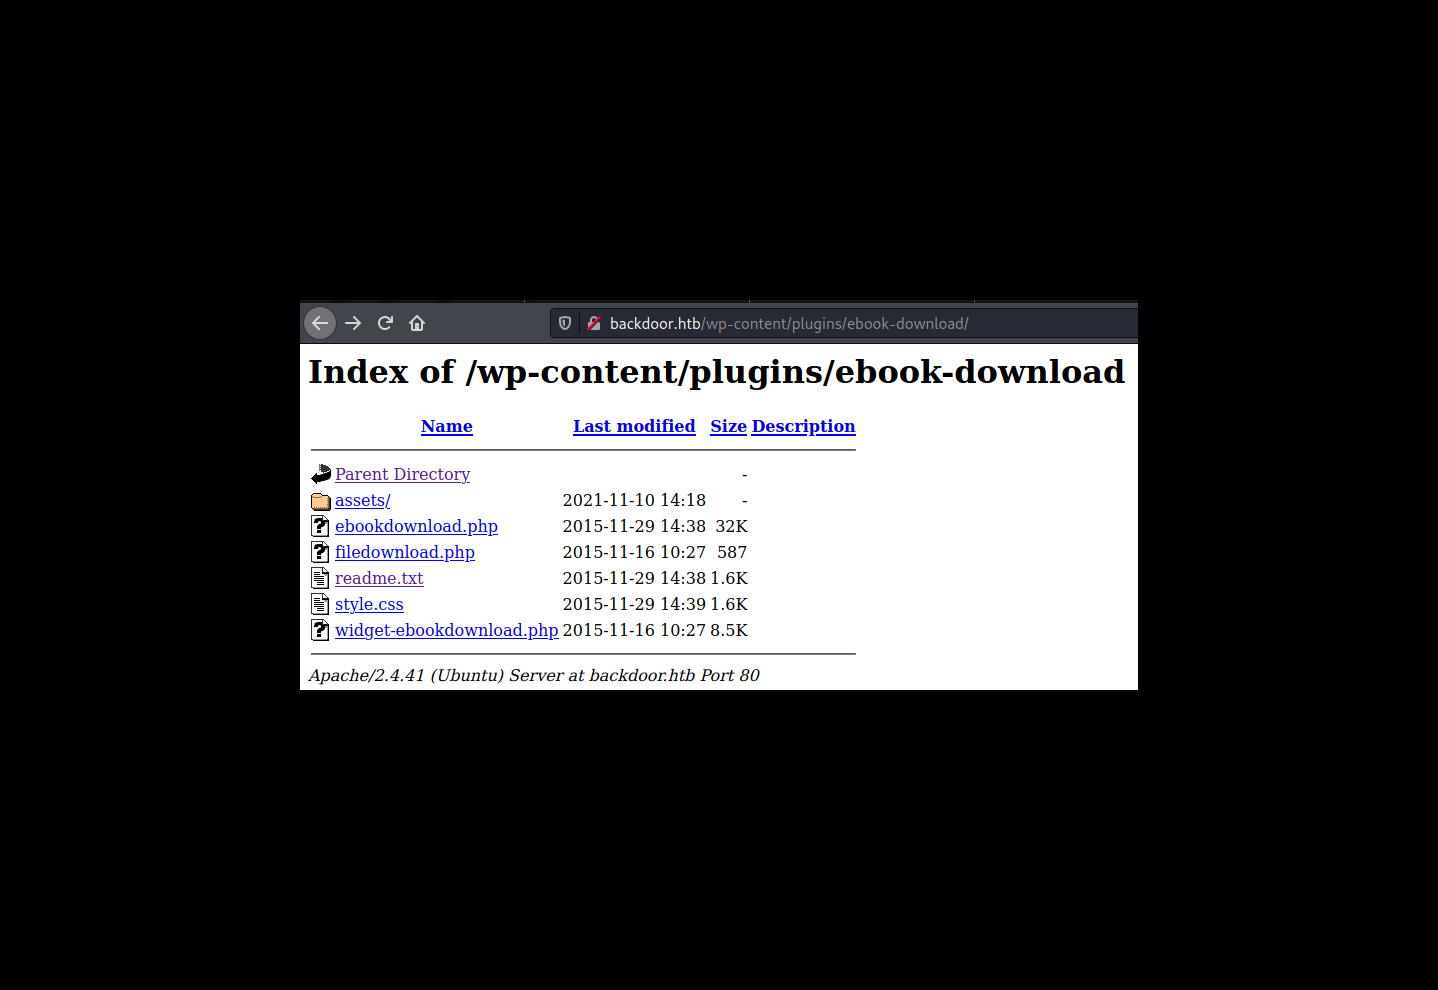 backdoor.htb/wp-content/plugins/ebook-download/
Index of /wp-content/plugins/ebook-download
Name Last modified Size Description
Parent Directory -
assets/ 2021-11-10 14:18 -
ebookdownload.php 2015-11-29 14:38 32K
filedownload.php 2015-11-16 10:27 587
readme.txt 2015-11-29 14:38 1.6K
style.css 2015-11-29 14:39 1.6K
widget-ebookdownload.php 2015-11-16 10:27 8.5K
Apache/2.4.41 (Ubuntu) Server at backdoor.htb Port 80